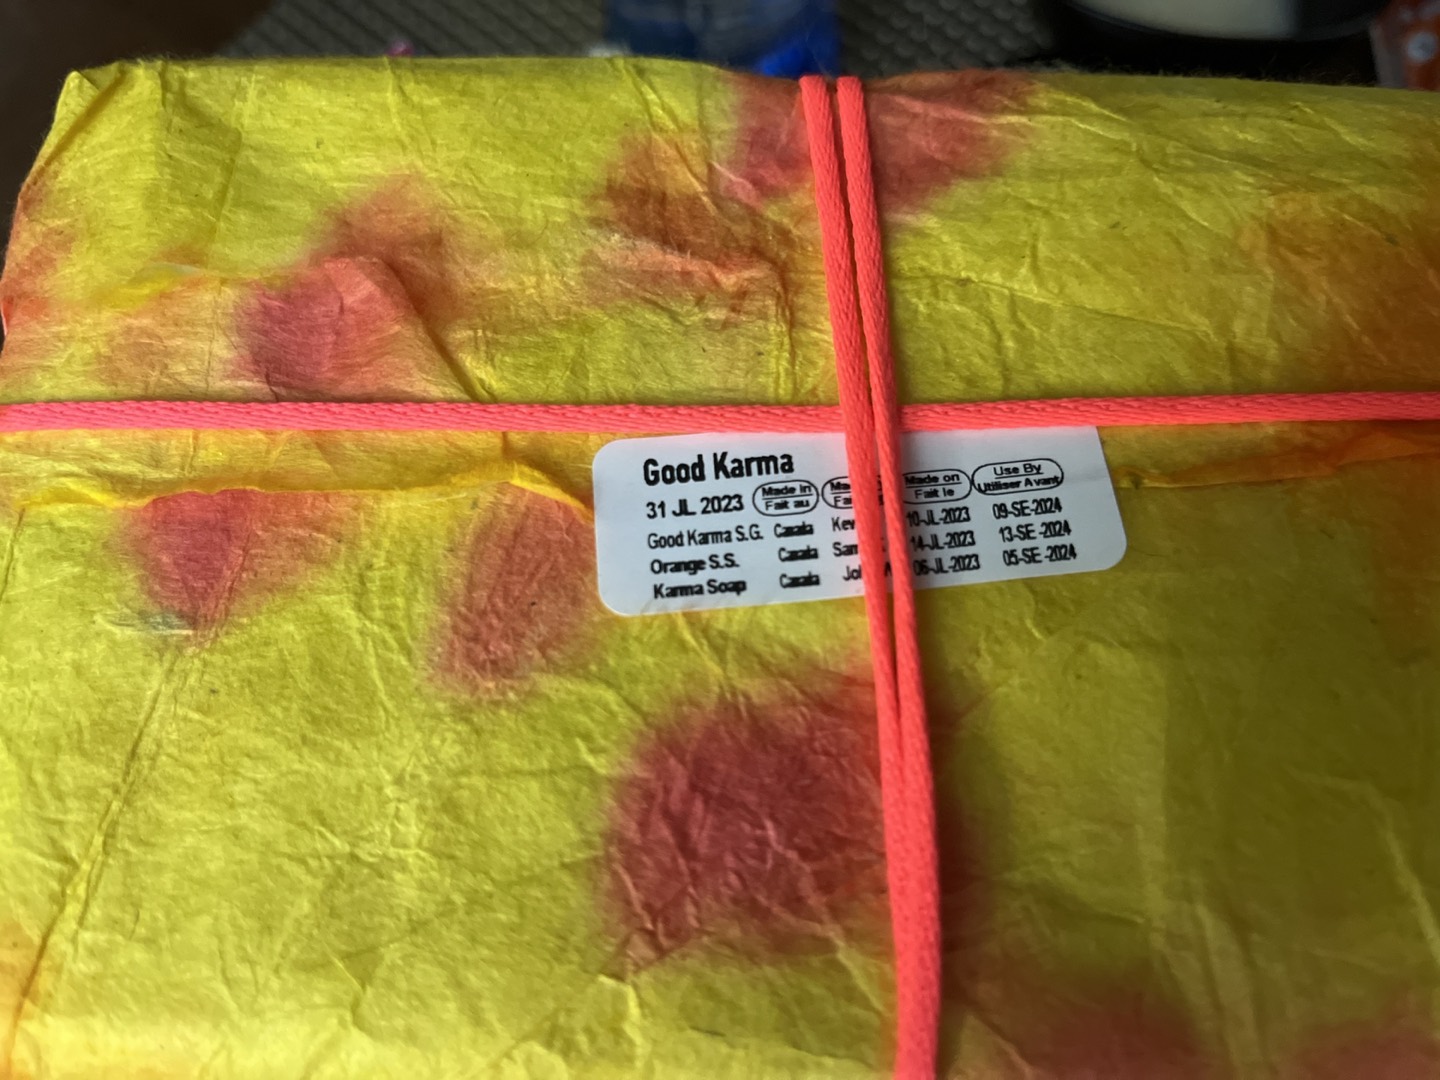 Good Karma
31 JL 2023 Made in Made on Use By
Fait au Fait le Utiliser Avant
Good Karma S.G. Canada 10-JL-2023 09-SE-2024
Orange S.S. Canada 14-JL-2023 13-SE-2024
Karma Soap Canada 06-JL-2023 05-SE-2024